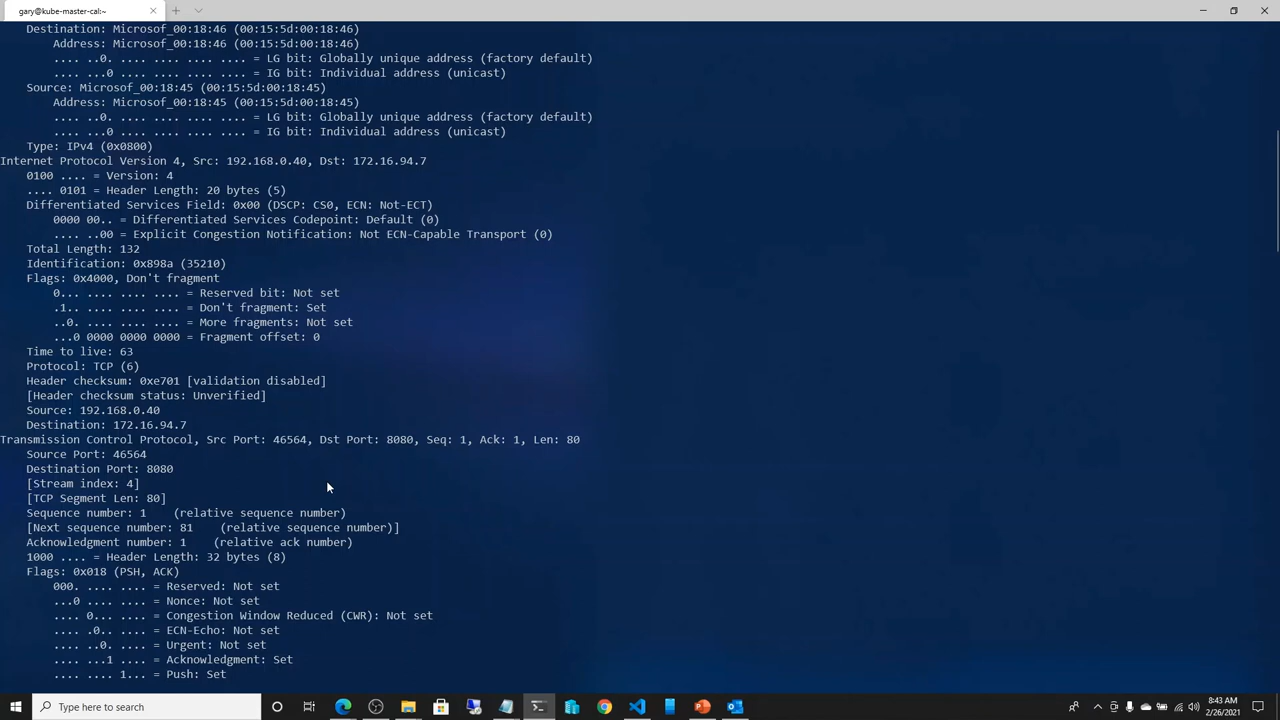 gary@kube-master-cal:~
Destination: Microsof_00:18:46 (00:15:5d:00:18:46)
Address: Microsof_00:18:46 (00:15:5d:00:18:46)
.... ..0. .... .... .... .... = LG bit: Globally unique address (factory default)
.... ...0 .... .... .... .... = IG bit: Individual address (unicast)
Source: Microsof_00:18:45 (00:15:5d:00:18:45)
Address: Microsof_00:18:45 (00:15:5d:00:18:45)
.... ..0. .... .... .... .... = LG bit: Globally unique address (factory default)
.... ...0 .... .... .... .... = IG bit: Individual address (unicast)
Type: IPv4 (0x0800)
Internet Protocol Version 4, Src: 192.168.0.40, Dst: 172.16.94.7
0100 .... = Version: 4
.... 0101 = Header Length: 20 bytes (5)
Differentiated Services Field: 0x00 (DSCP: CS0, ECN: Not-ECT)
0000 00.. = Differentiated Services Codepoint: Default (0)
.... ..00 = Explicit Congestion Notification: Not ECN-Capable Transport (0)
Total Length: 132
Identification: 0x898a (35210)
Flags: 0x4000, Don't fragment
0... .... .... .... = Reserved bit: Not set
.1.. .... .... .... = Don't fragment: Set
..0. .... .... .... = More fragments: Not set
...0 0000 0000 0000 = Fragment offset: 0
Time to live: 63
Protocol: TCP (6)
Header checksum: 0xe701 [validation disabled]
[Header checksum status: Unverified]
Source: 192.168.0.40
Destination: 172.16.94.7
Transmission Control Protocol, Src Port: 46564, Dst Port: 8080, Seq: 1, Ack: 1, Len: 80
Source Port: 46564
Destination Port: 8080
[Stream index: 4]
[TCP Segment Len: 80]
Sequence number: 1    (relative sequence number)
[Next sequence number: 81    (relative sequence number)]
Acknowledgment number: 1    (relative ack number)
1000 .... = Header Length: 32 bytes (8)
Flags: 0x018 (PSH, ACK)
000. .... .... = Reserved: Not set
...0 .... .... = Nonce: Not set
.... 0... .... = Congestion Window Reduced (CWR): Not set
.... .0.. .... = ECN-Echo: Not set
.... ..0. .... = Urgent: Not set
.... ...1 .... = Acknowledgment: Set
.... .... 1... = Push: Set
Type here to search
8:43 AM
2/26/2021